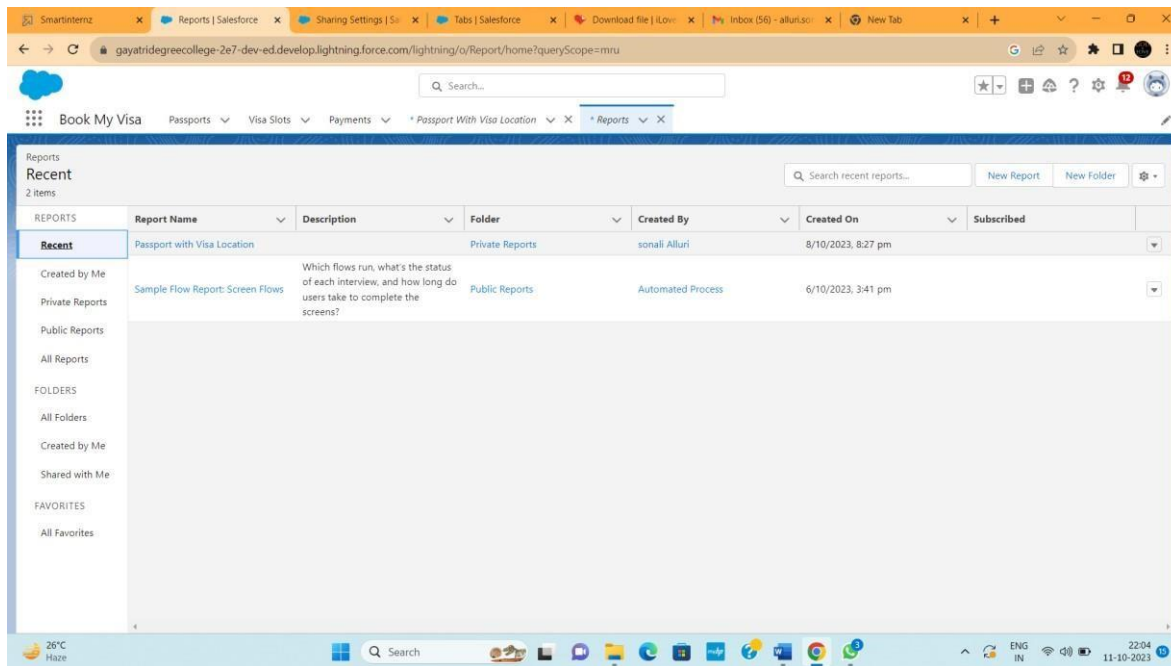 Smartinternz
Reports | Salesforce
Sharing Settings | Sa
Tabs | Salesforce
Download file | iLove
Inbox (56) - alluri.so
New Tab
gayatridegreecollege-2e7-dev-ed.develop.lightning.force.com/lightning/o/Report/home?queryScope=mru
Search...
12
Book My Visa
Passports
Visa Slots
Payments
* Passport With Visa Location
* Reports
Reports
Recent
2 items
Search recent reports...
New Report
New Folder
REPORTS
Report Name
Description
Folder
Created By
Created On
Subscribed
Recent
Passport with Visa Location
Private Reports
sonali Alluri
8/10/2023, 8:27 pm
Created by Me
Private Reports
Sample Flow Report: Screen Flows
Which flows run, what's the status
of each interview, and how long do
users take to complete the
screens?
Public Reports
Automated Process
6/10/2023, 3:41 pm
Public Reports
All Reports
FOLDERS
All Folders
Created by Me
Shared with Me
FAVORITES
All Favorites
26°C
Haze
Search
3
ENG
IN
22:04
11-10-2023
15